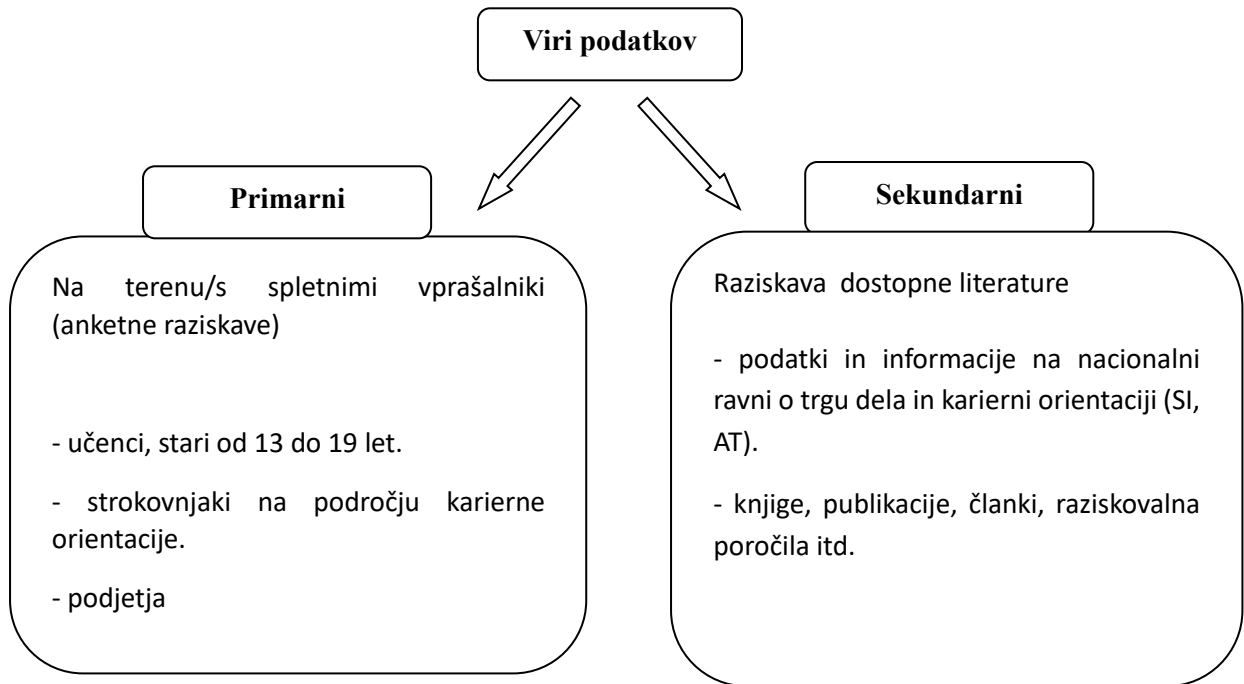 Viri podatkov
Primarni
Na terenu/s spletnimi vprašalniki
(anketne raziskave)
- učenci, stari od 13 do 19 let.
- strokovnjaki na področju karierne
orientacije.
- podjetja
Sekundarni
Raziskava dostopne literature
- podatki in informacije na nacionalni
ravni o trgu dela in karierni orientaciji (SI,
AT).
- knjige, publikacije, članki, raziskovalna
poročila itd.